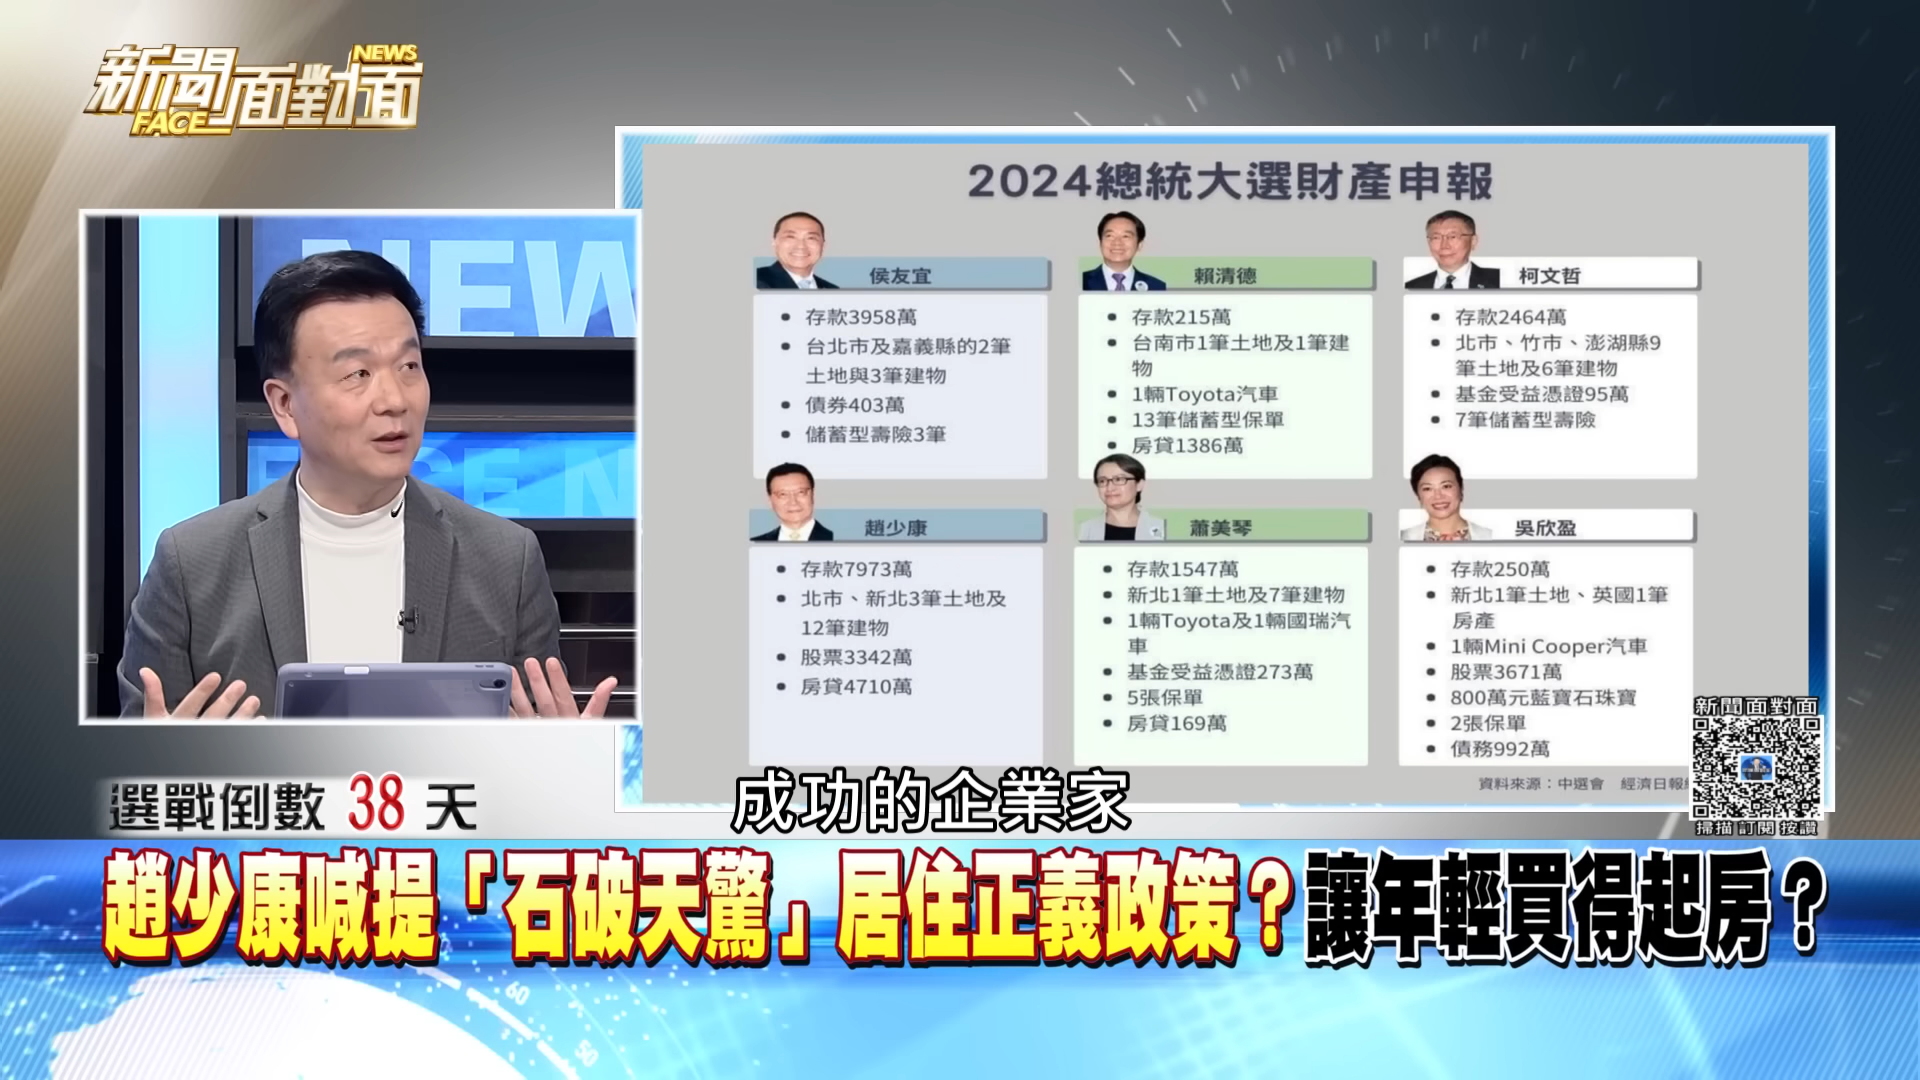 新聞面對面
NEWS
FACE
NEW
FACE N
2024總統大選財產申報
侯友宜
存款3958萬
台北市及嘉義縣的2筆
土地與3筆建物
債券403萬
儲蓄型壽險3筆
賴清德
存款215萬
台南市1筆土地及1筆建
物
1輛Toyota汽車
13筆儲蓄型保單
房貸1386萬
柯文哲
存款2464萬
北市、竹市、澎湖縣9
筆土地及6筆建物
基金受益憑證95萬
7筆儲蓄型壽險
趙少康
存款7973萬
北市、新北3筆土地及
12筆建物
股票3342萬
房貸4710萬
蕭美琴
存款1547萬
新北1筆土地及7筆建物
1輛Toyota及1輛國瑞汽
車
基金受益憑證273萬
5張保單
房貸169萬
吳欣盈
存款250萬
新北1筆土地、英國1筆
房產
1輛Mini Cooper汽車
股票3671萬
800萬元藍寶石珠寶
2張保單
債務992萬
資料來源：中選會 經濟日報
新聞面對面
掃描 訂閱 按讚
選戰倒數 38 天
成功的企業家
趙少康喊提「石破天驚」居住正義政策？讓年輕買得起房？
60
50